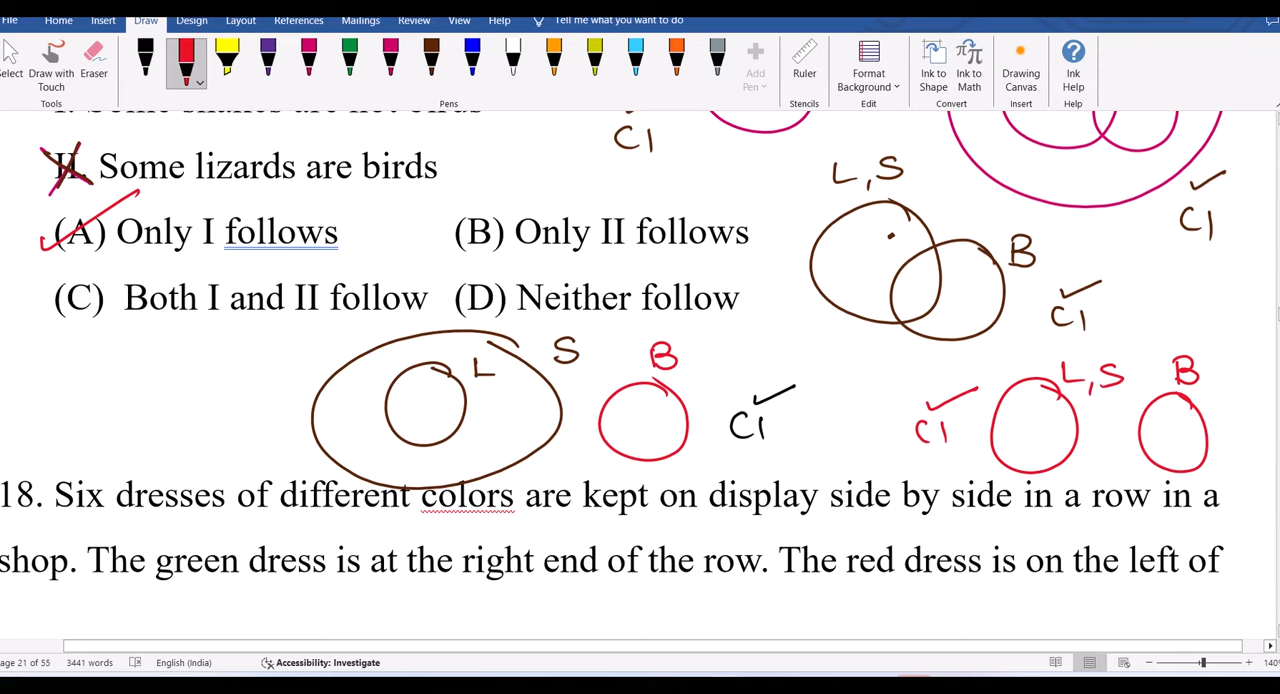 File Home Insert Draw Design Layout References Mailings Review View Help Tell me what you want to do
Select Draw with Touch Eraser Add Pen Ruler Format Background Ink to Shape Ink to Math Drawing Canvas Ink Help
Tools Pens Stencils Edit Convert Insert Help
C1
II. Some lizards are birds
L, S
C1
(A) Only I follows (B) Only II follows
B
(C) Both I and II follow (D) Neither follow
C1
L S B C1 C1 L, S B
18. Six dresses of different colors are kept on display side by side in a row in a
shop. The green dress is at the right end of the row. The red dress is on the left of
age 21 of 55 3441 words English (India) Accessibility: Investigate 140%